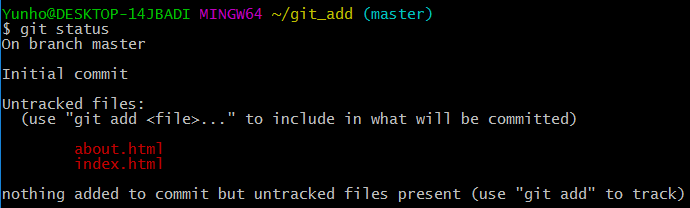 Yunho@DESKTOP-14JBADI MINGW64 ~/git_add (master)
$ git status
On branch master
Initial commit
Untracked files:
(use "git add <file>..." to include in what will be committed)
about.html
index.html
nothing added to commit but untracked files present (use "git add" to track)